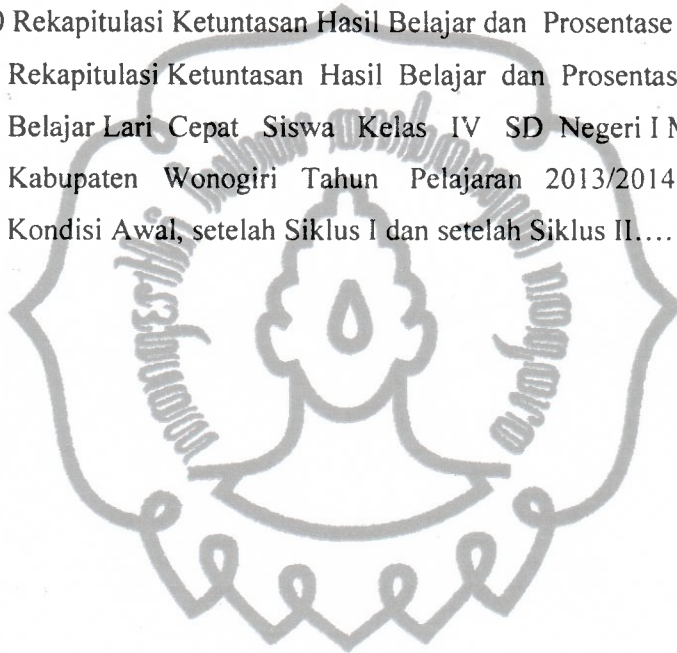 Rekapitulasi Ketuntasan Hasil Belajar dan Prosentase
Rekapitulasi Ketuntasan Hasil Belajar dan
Belajar Lari Cepat Siswa Kelas IV SD Negeri I
Kabupaten Wonogiri Tahun Pelajaran 2013/2014
Kondisi Awal, setelah Siklus I dan setelah Siklus II....